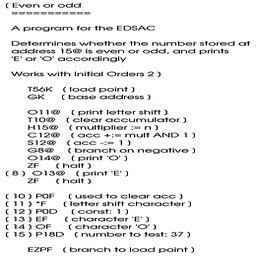 ( Even or odd
============
A program for the EDSAC
Determines whether the number stored at
address 15@ is even or odd, and prints
'E' or 'O' accordingly
Works with Initial Orders 2 )
T56K ( load point )
GK ( base address )
O11@ ( print letter shift )
T10@ ( clear accumulator )
H15@ ( multiplier := n )
C12@ ( acc +:= mult AND 1 )
S12@ ( acc -:= 1 )
G8@ ( branch on negative )
O14@ ( print 'O' )
ZF ( halt )
( 8 ) O13@ ( print 'E' )
ZF ( halt )
( 10 ) P0F ( used to clear acc )
( 11 ) *F ( letter shift character )
( 12 ) P0D ( const: 1 )
( 13 ) EF ( character 'E' )
( 14 ) OF ( character 'O' )
( 15 ) P18D ( number to test: 37 )
EZPF ( branch to load point )